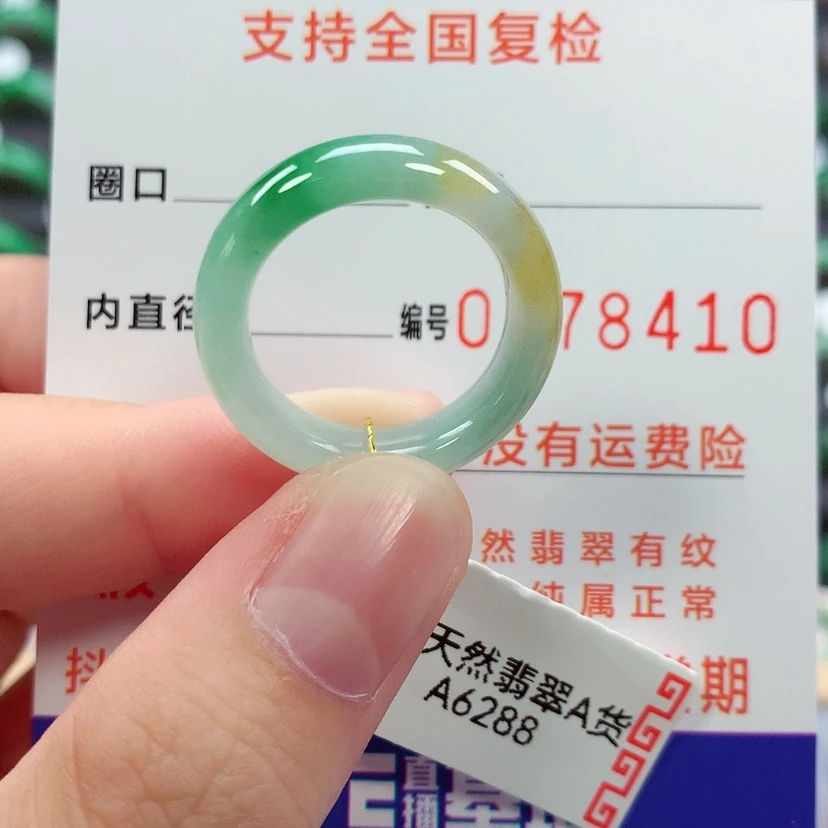 支持全国复检
圈口
内直径
编号0 78410
没有运费险
然翡翠有纹
纯属正常
抖 期
天然翡翠A货
A6288
直播